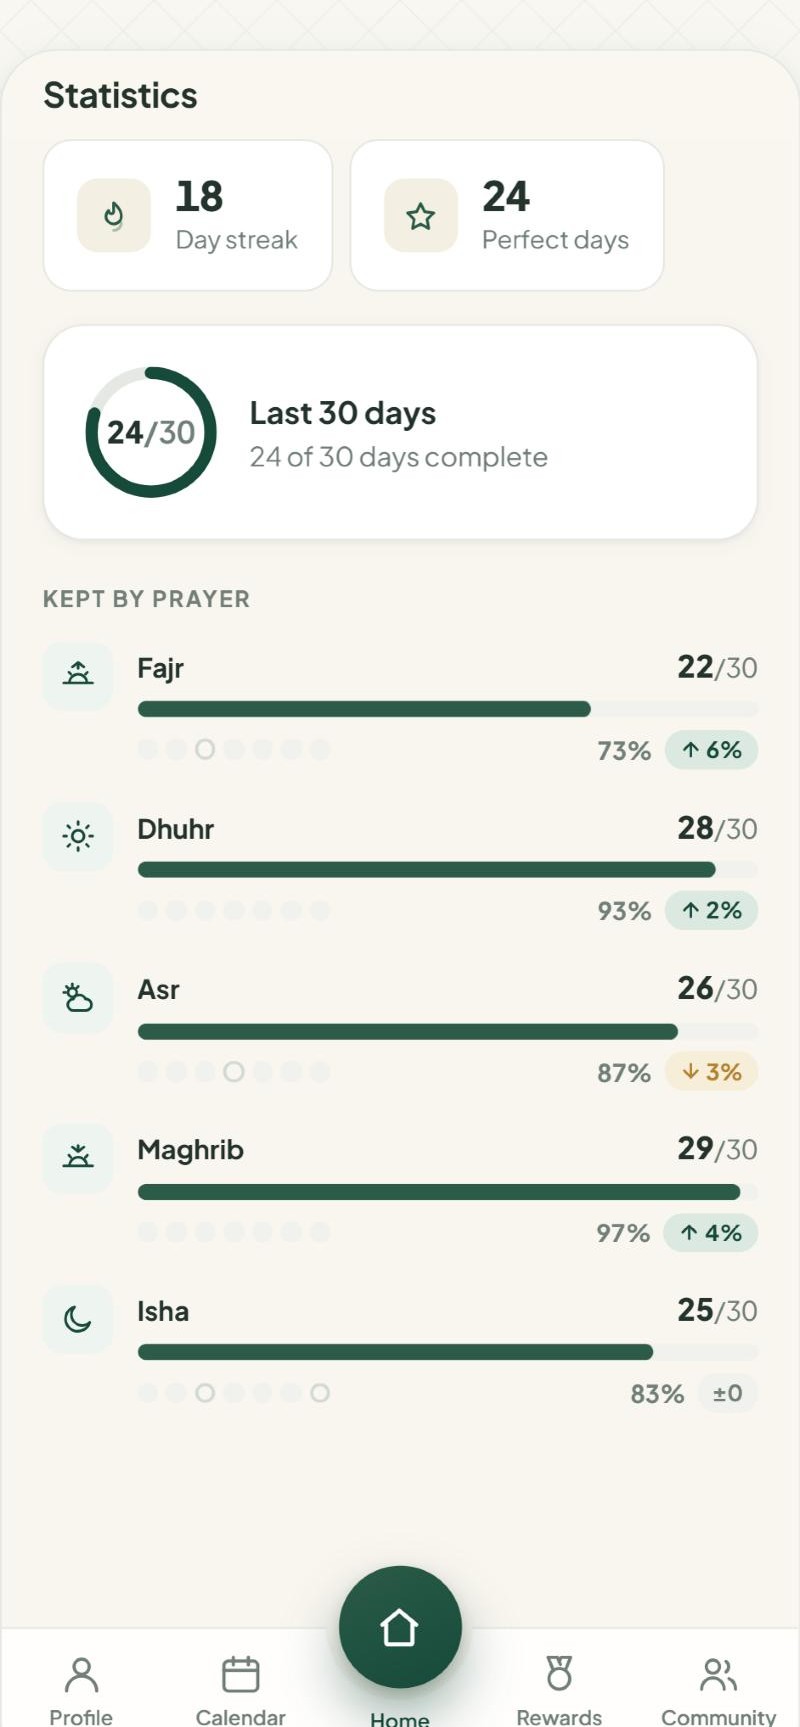 Statistics
18
Day streak
24
Perfect days
24/30
Last 30 days
24 of 30 days complete
KEPT BY PRAYER
Fajr
22/30
73% ↑ 6%
Dhuhr
28/30
93% ↑ 2%
Asr
26/30
87% ↓ 3%
Maghrib
29/30
97% ↑ 4%
Isha
25/30
83% ±0
Profile
Calendar
Home
Rewards
Community